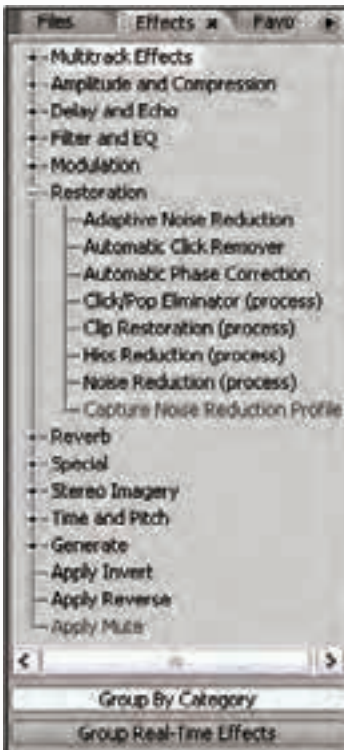 Files Effects x Favo
Multitrack Effects
Amplitude and Compression
Delay and Echo
Filter and EQ
Modulation
Restoration
Adaptive Noise Reduction
Automatic Click Remover
Automatic Phase Correction
Click/Pop Eliminator (process)
Clip Restoration (process)
Hiss Reduction (process)
Noise Reduction (process)
Capture Noise Reduction Profile
Reverb
Special
Stereo Imagery
Time and Pitch
Generate
Apply Invert
Apply Reverse
Apply Mute
Group By Category
Group Real-Time Effects